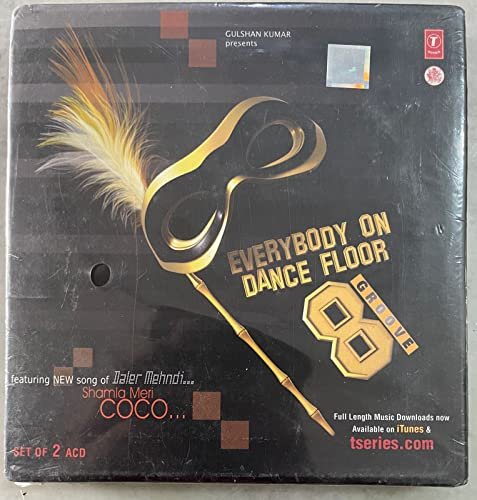 GULSHAN KUMAR
presents
T
EVERYBODY ON
DANCE FLOOR
8
GROOVE
featuring NEW song of Daler Mehndi...
Shamla Meri
COCO...
SET OF 2 ACD
Full Length Music Downloads now
Available on iTunes &
tseries.com